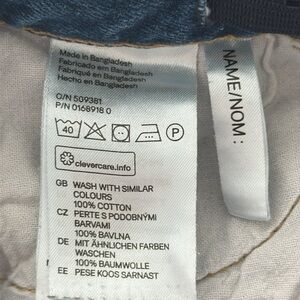 Made in Bangladesh
Fabricado em Bangladesh
Fabriqué en Bangladesh
Hecho en Bangladesh
O/N 509381
P/N 0168918 0
40
P
clevercare.info
GB WASH WITH SIMILAR
COLOURS
100% COTTON
CZ PERTE S PODOBNÝMI
BARVAMI
100% BAVLNA
DE MIT ÄHNLICHEN FARBEN
WASCHEN
100% BAUMWOLLE
EE PESE KOOS SARNAST
NAME/NOM :